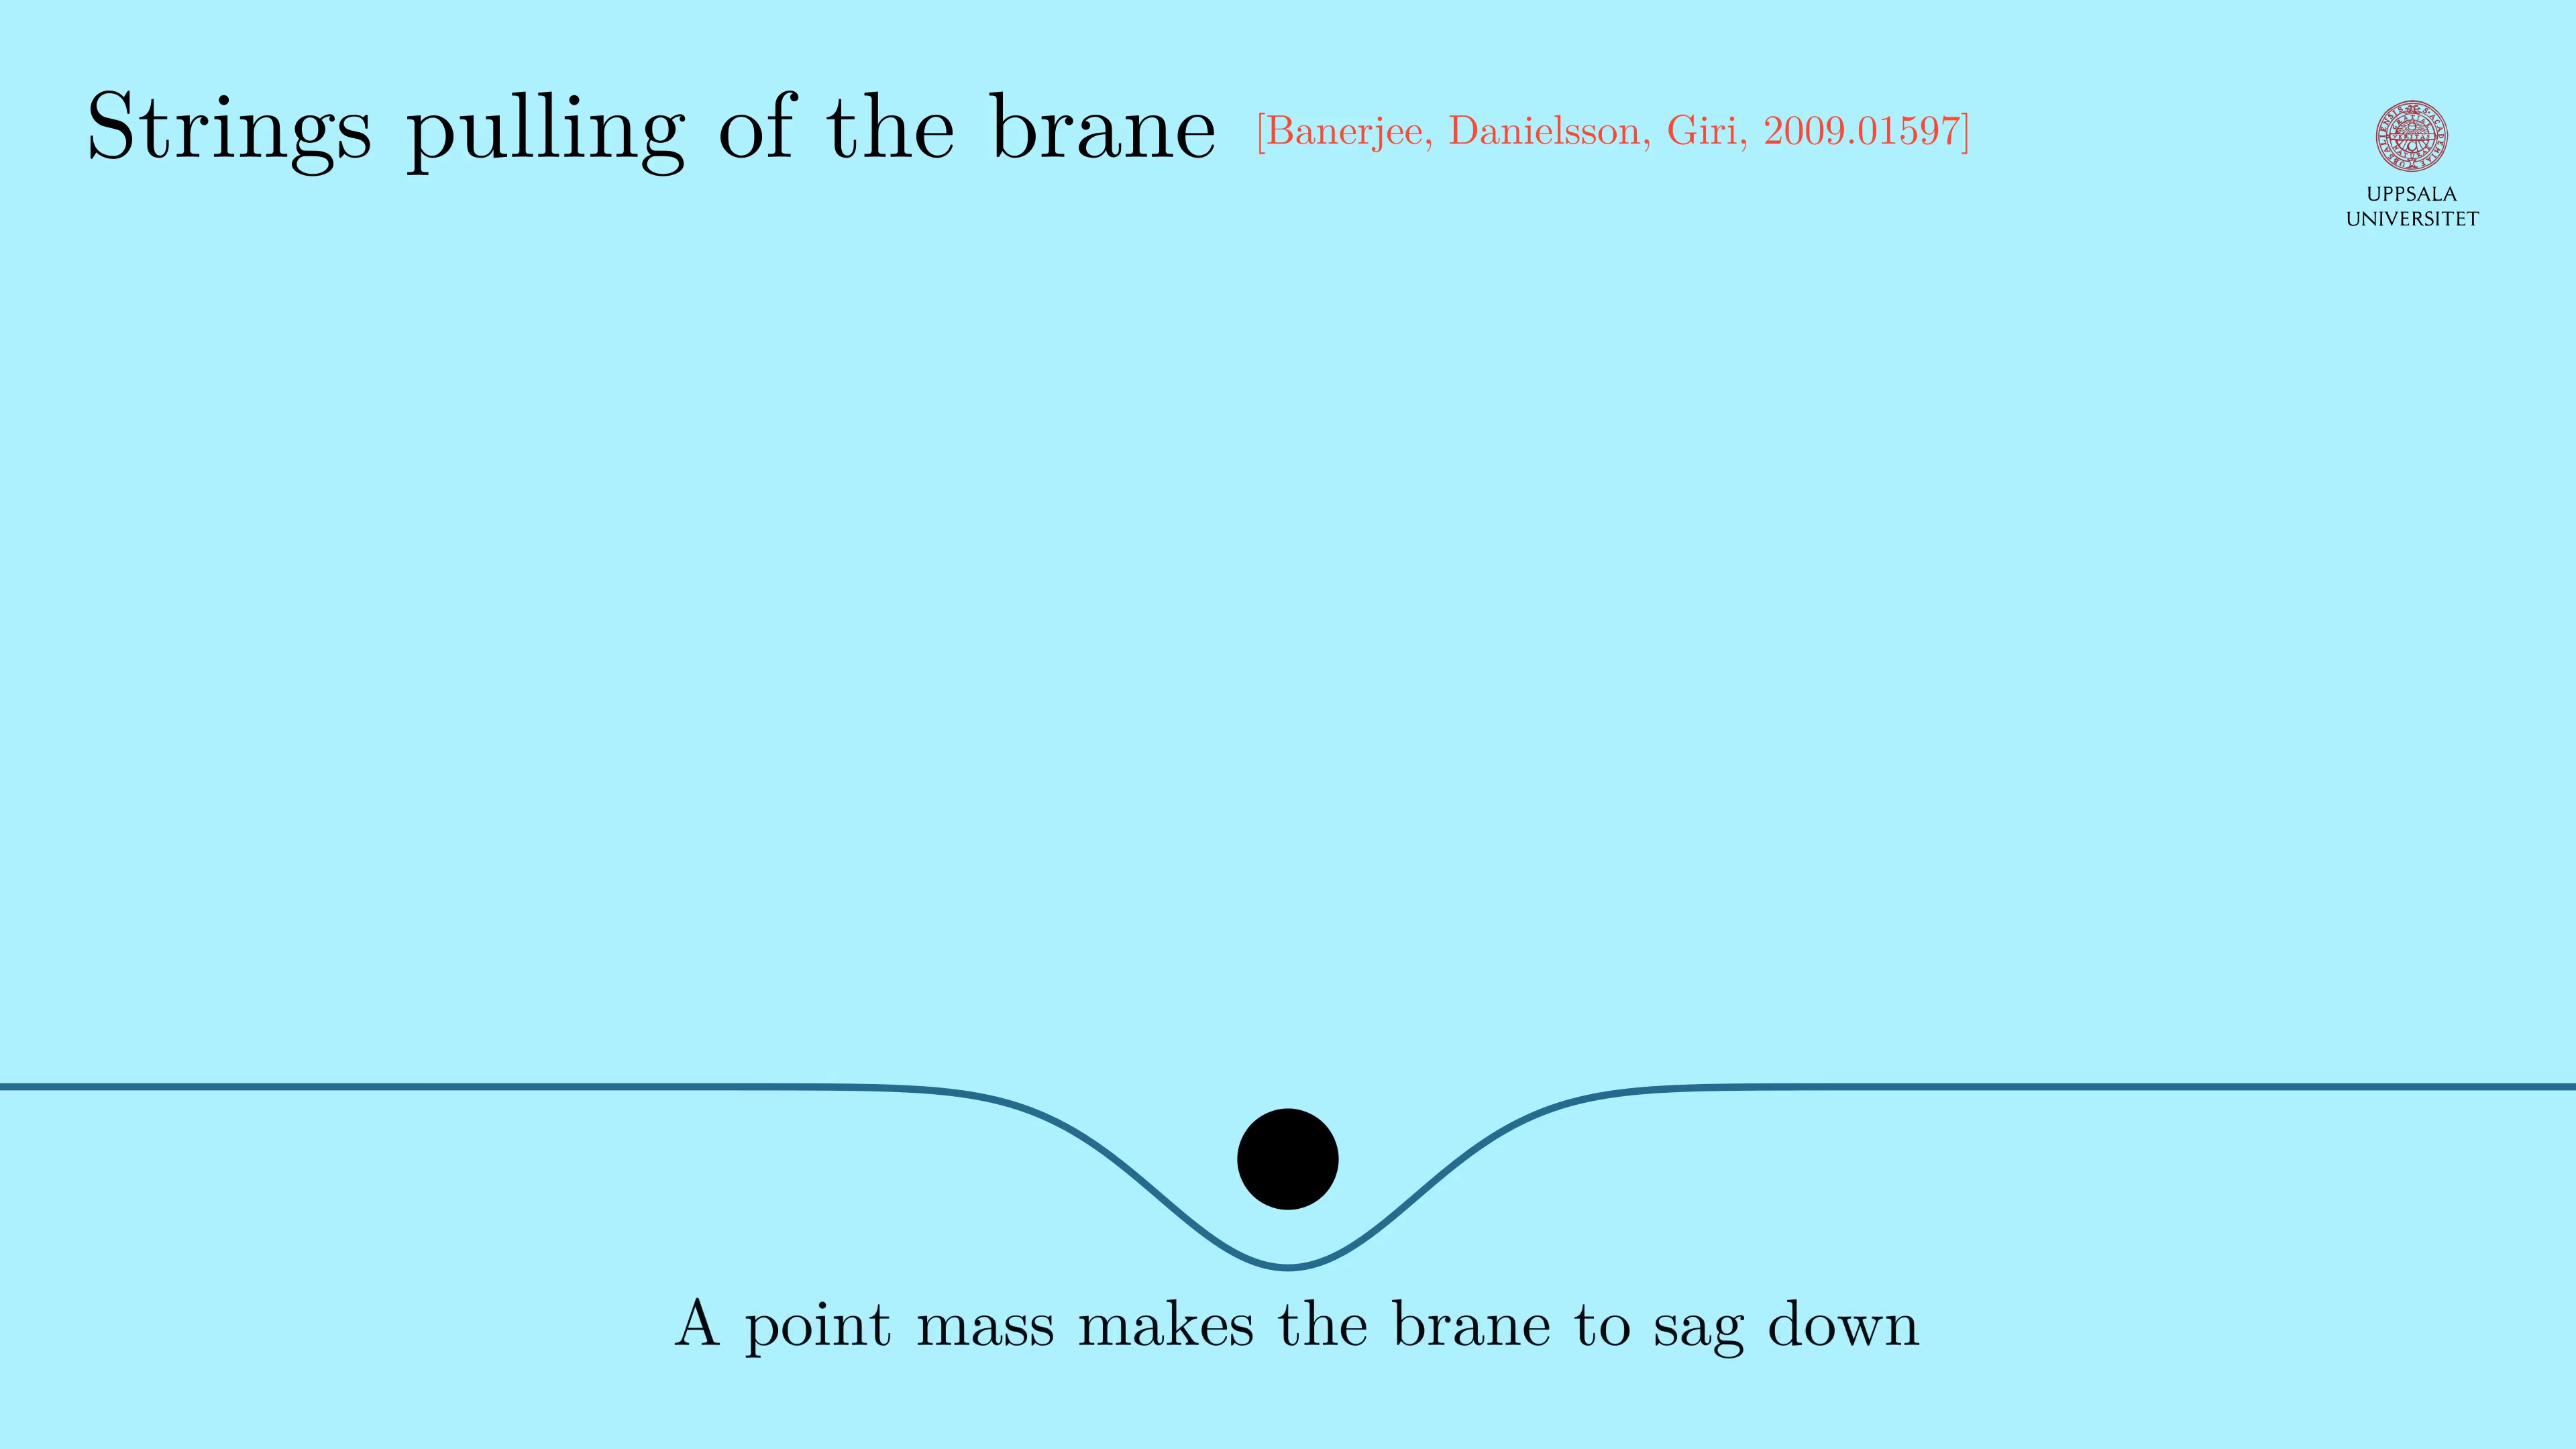 Strings pulling of the brane [Banerjee, Danielsson, Giri, 2009.01597]
UPPSALA
UNIVERSITET
A point mass makes the brane to sag down